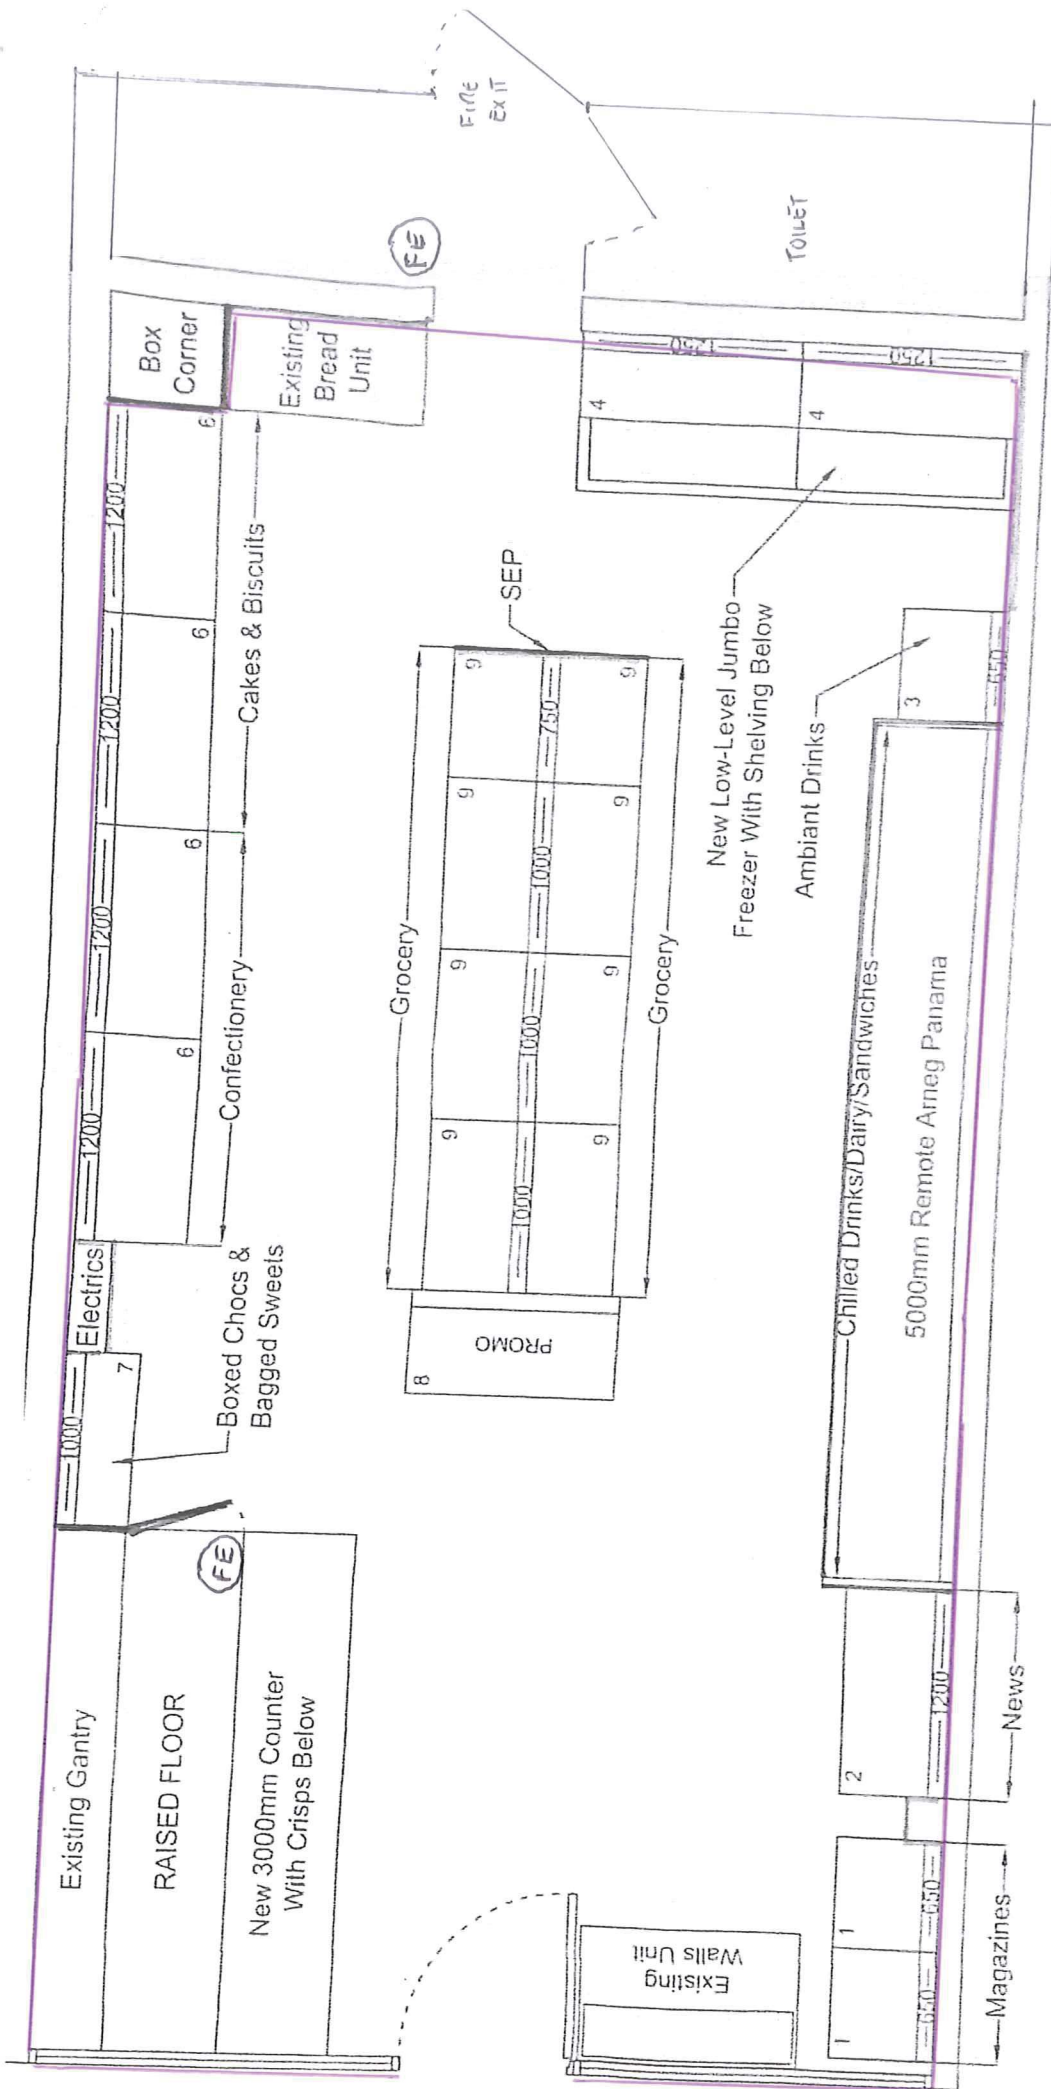 FIRE
EXIT
FE
TOILET
Box
Corner
Existing
Bread
Unit
1250
1250
4
4
1200
1200
1200
1200
6
6
6
6
Cakes & Biscuits
Confectionery
SEP
New Low-Level Jumbo
Freezer With Shelving Below
Ambiant Drinks
3
650
Grocery
9
9
9
9
750
1000
1000
1000
9
9
9
9
Grocery
PROMO
8
Electrics
1000
7
Boxed Chocs &
Bagged Sweets
Chilled Drinks/Dairy/Sandwiches
5000mm Remote Arneg Panama
FE
Existing Gantry
RAISED FLOOR
New 3000mm Counter
With Crisps Below
2
1200
News
Existing
Walls Unit
1
1
650
650
Magazines